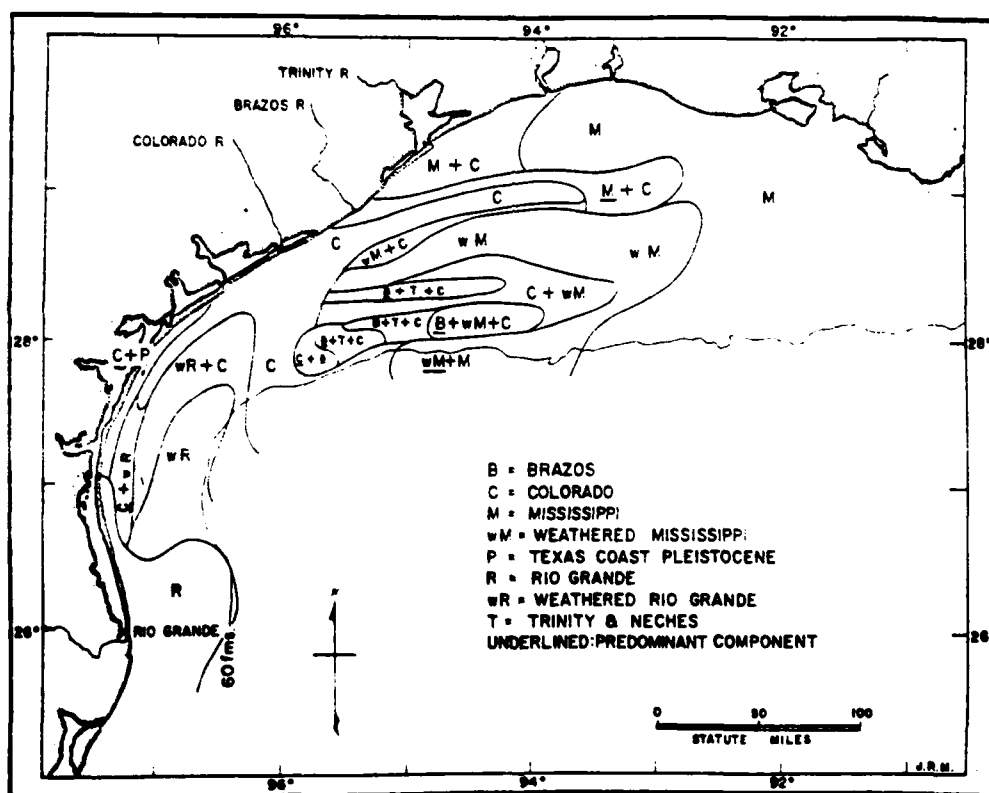 96° 94° 92°
TRINITY R
BRAZOS R
COLORADO R
M
M + C
M + C
C
M
C
wM + C
wM
wM
B + T + C
C + wM
B+T+C
B+wM+C
B+T+C
28°
C + P
wR + C
C
C + B
wM+M
28°
wR
C + wR
B = BRAZOS
C = COLORADO
M = MISSISSIPPI
wM = WEATHERED MISSISSIPPI
P = TEXAS COAST PLEISTOCENE
R = RIO GRANDE
wR = WEATHERED RIO GRANDE
T = TRINITY & NECHES
UNDERLINED: PREDOMINANT COMPONENT
R
26° RIO GRANDE
60 fms.
26
0 50 100
STATUTE MILES
96° 94° 92°
J.R.M.